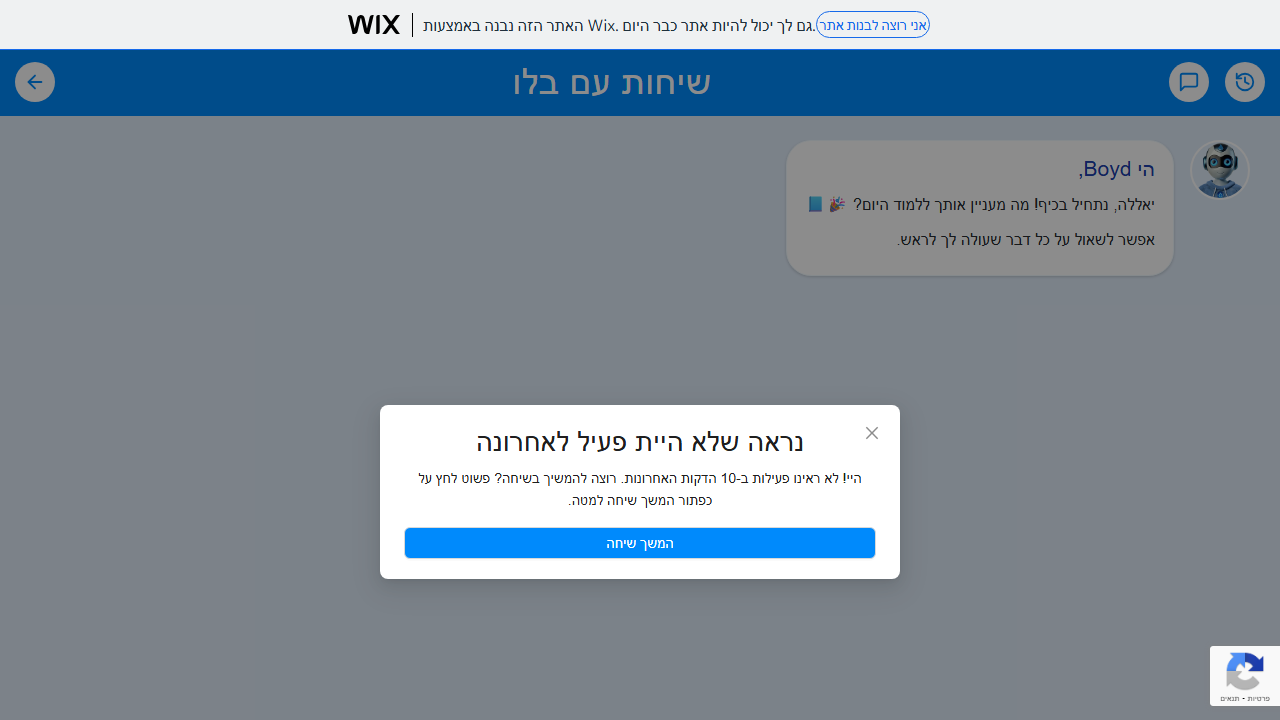 WIX
האתר הזה נבנה באמצעות Wix. גם לך יכול להיות אתר כבר היום.
אני רוצה לבנות אתר
שיחות עם בלו
הי Boyd,
יאללה, נתחיל בכיף! מה מעניין אותך ללמוד היום? 🎉 📘
אפשר לשאול על כל דבר שעולה לך לראש.
נראה שלא היית פעיל לאחרונה
היי! לא ראינו פעילות ב-10 הדקות האחרונות. רוצה להמשיך בשיחה? פשוט לחץ על
כפתור המשך שיחה למטה.
המשך שיחה
פרטיות - תנאים